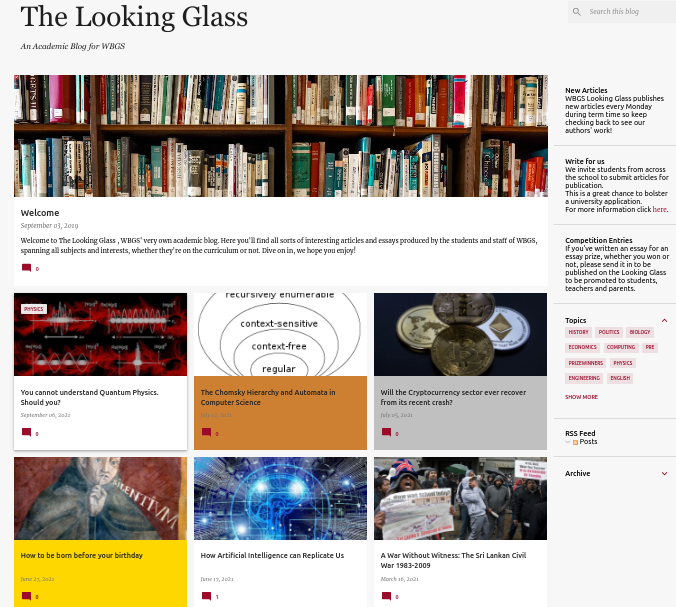 The Looking Glass
Search this blog
An Academic Blog for WBGS
New Articles
WBGS Looking Glass publishes
new articles every Monday
during term time so keep
checking back to see our
authors' work!
Write for us
We invite students from across
the school to submit articles for
publication.
This is a great chance to bolster
a university application.
For more information click here.
Competition Entries
If you've written an essay for an
essay prize, whether you won or
not, please send it in to be
published on the Looking Glass
to be promoted to students,
teachers and parents.
Topics
HISTORY POLITICS BIOLOGY
ECONOMICS COMPUTING PRE
PRIZEWINNERS PHYSICS
ENGINEERING ENGLISH
SHOW MORE
RSS Feed
Posts
Archive
Welcome
September 03, 2019
Welcome to The Looking Glass , WBGS' very own academic blog. Here you'll find all sorts of interesting articles and essays produced by the students and staff of WBGS,
spanning all subjects and interests, whether they're on the curriculum or not. Dive on in, we hope you enjoy!
0
PHYSICS
You cannot understand Quantum Physics.
Should you?
September 06, 2021
0
recursively enumerable
context-sensitive
context-free
regular
The Chomsky Hierarchy and Automata in
Computer Science
0
Will the Cryptocurrency sector ever recover
from its recent crash?
July 05, 2021
0
How to be born before your birthday
June 27, 2021
0
How Artificial Intelligence can Replicate Us
June 17, 2021
1
A War Without Witness: The Sri Lankan Civil
War 1983-2009
March 16, 2021
0